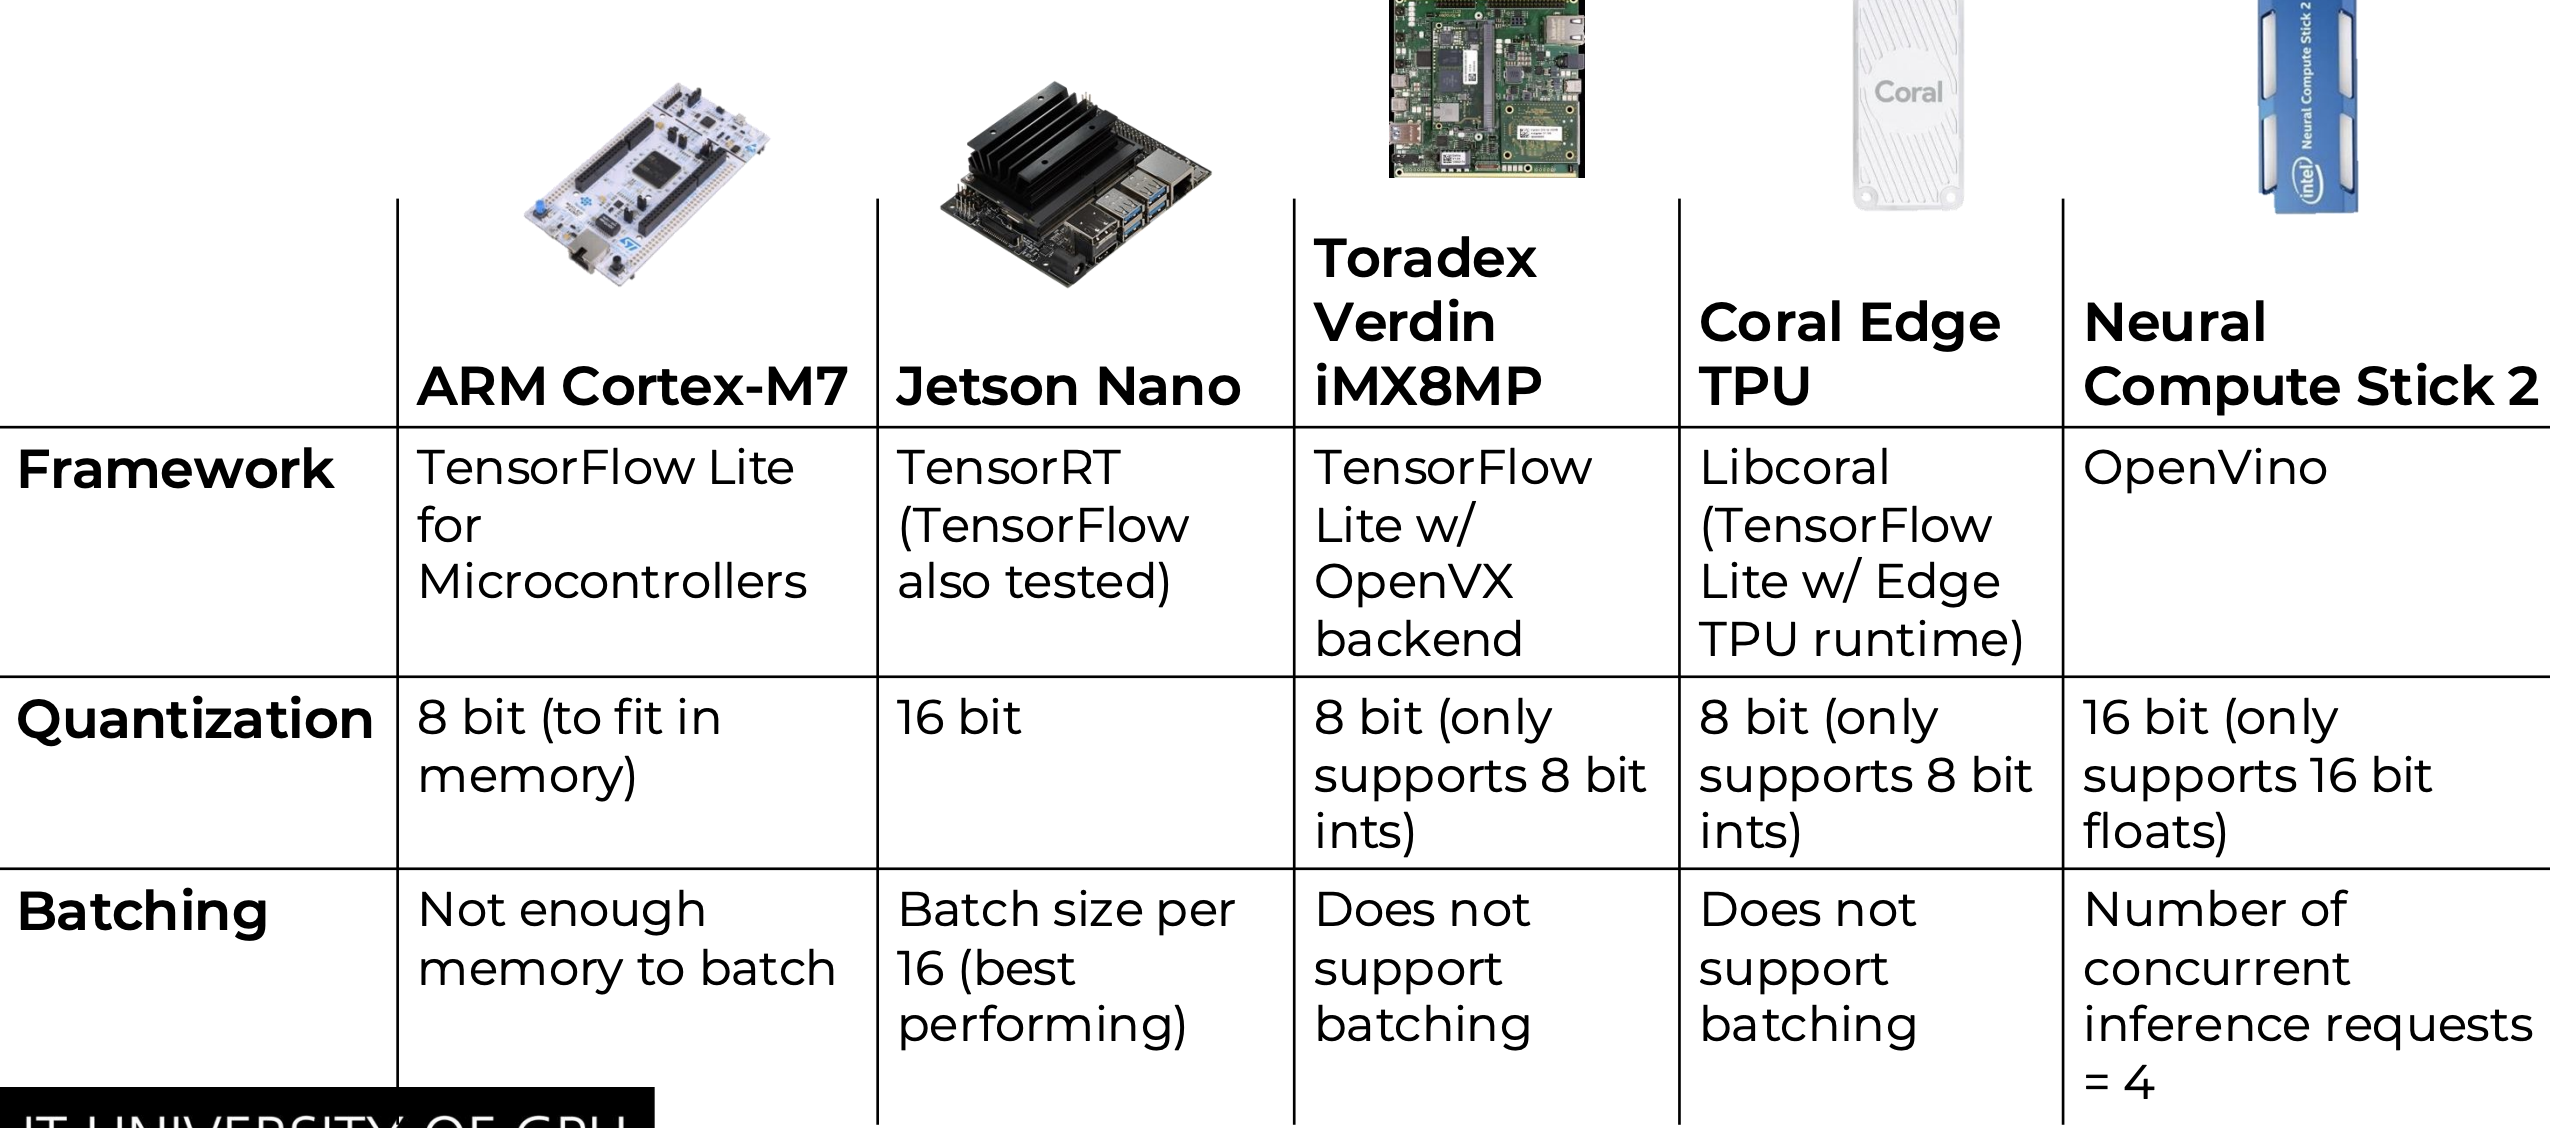 Coral
intel Neural Compute Stick 2
ARM Cortex-M7
Jetson Nano
Toradex
Verdin
iMX8MP
Coral Edge
TPU
Neural
Compute Stick 2
Framework
TensorFlow Lite
for
Microcontrollers
TensorRT
(TensorFlow
also tested)
TensorFlow
Lite w/
OpenVX
backend
Libcoral
(TensorFlow
Lite w/ Edge
TPU runtime)
OpenVino
Quantization
8 bit (to fit in
memory)
16 bit
8 bit (only
supports 8 bit
ints)
8 bit (only
supports 8 bit
ints)
16 bit (only
supports 16 bit
floats)
Batching
Not enough
memory to batch
Batch size per
16 (best
performing)
Does not
support
batching
Does not
support
batching
Number of
concurrent
inference requests
= 4
IT UNIVERSITY OF CPH